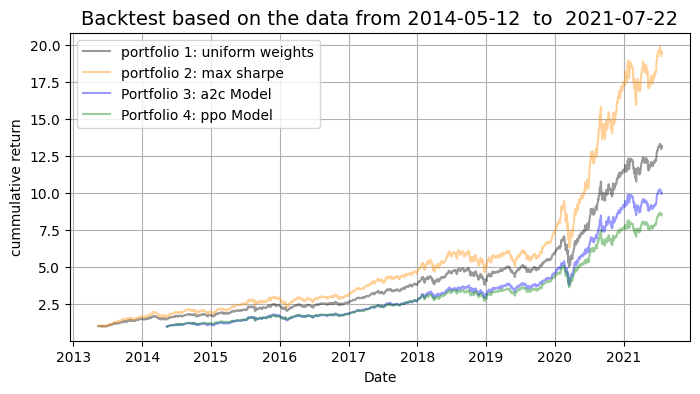 Backtest based on the data from 2014-05-12  to  2021-07-22
portfolio 1: uniform weights
portfolio 2: max sharpe
Portfolio 3: a2c Model
Portfolio 4: ppo Model
cummulative return
20.0
17.5
15.0
12.5
10.0
7.5
5.0
2.5
2013 2014 2015 2016 2017 2018 2019 2020 2021
Date